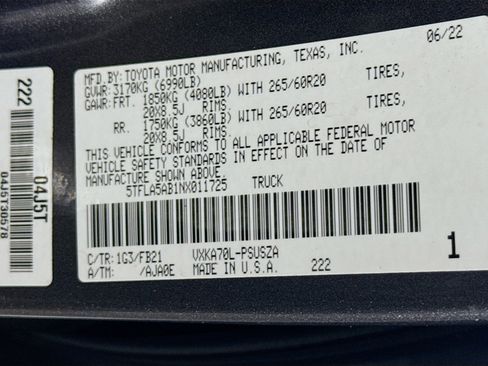 MFD.BY:TOYOTA MOTOR MANUFACTURING, TEXAS, INC. 06/22
GVWR:3170KG (6990LB)
GAWR:FRT. 1850KG (4080LB) WITH 265/60R20 TIRES,
20X8.5J RIMS.
RR. 1750KG (3860LB) WITH 265/60R20 TIRES,
20X8.5J RIMS.
THIS VEHICLE CONFORMS TO ALL APPLICABLE FEDERAL MOTOR
VEHICLE SAFETY STANDARDS IN EFFECT ON THE DATE OF
MANUFACTURE SHOWN ABOVE.
5TFLA5AB1NX011725 TRUCK
C/TR:1G3/FB21 VXKA70L-PSUSZA
A/TM: /AJA0E MADE IN U.S.A. 222
1
222
04J5T
04J5T30578